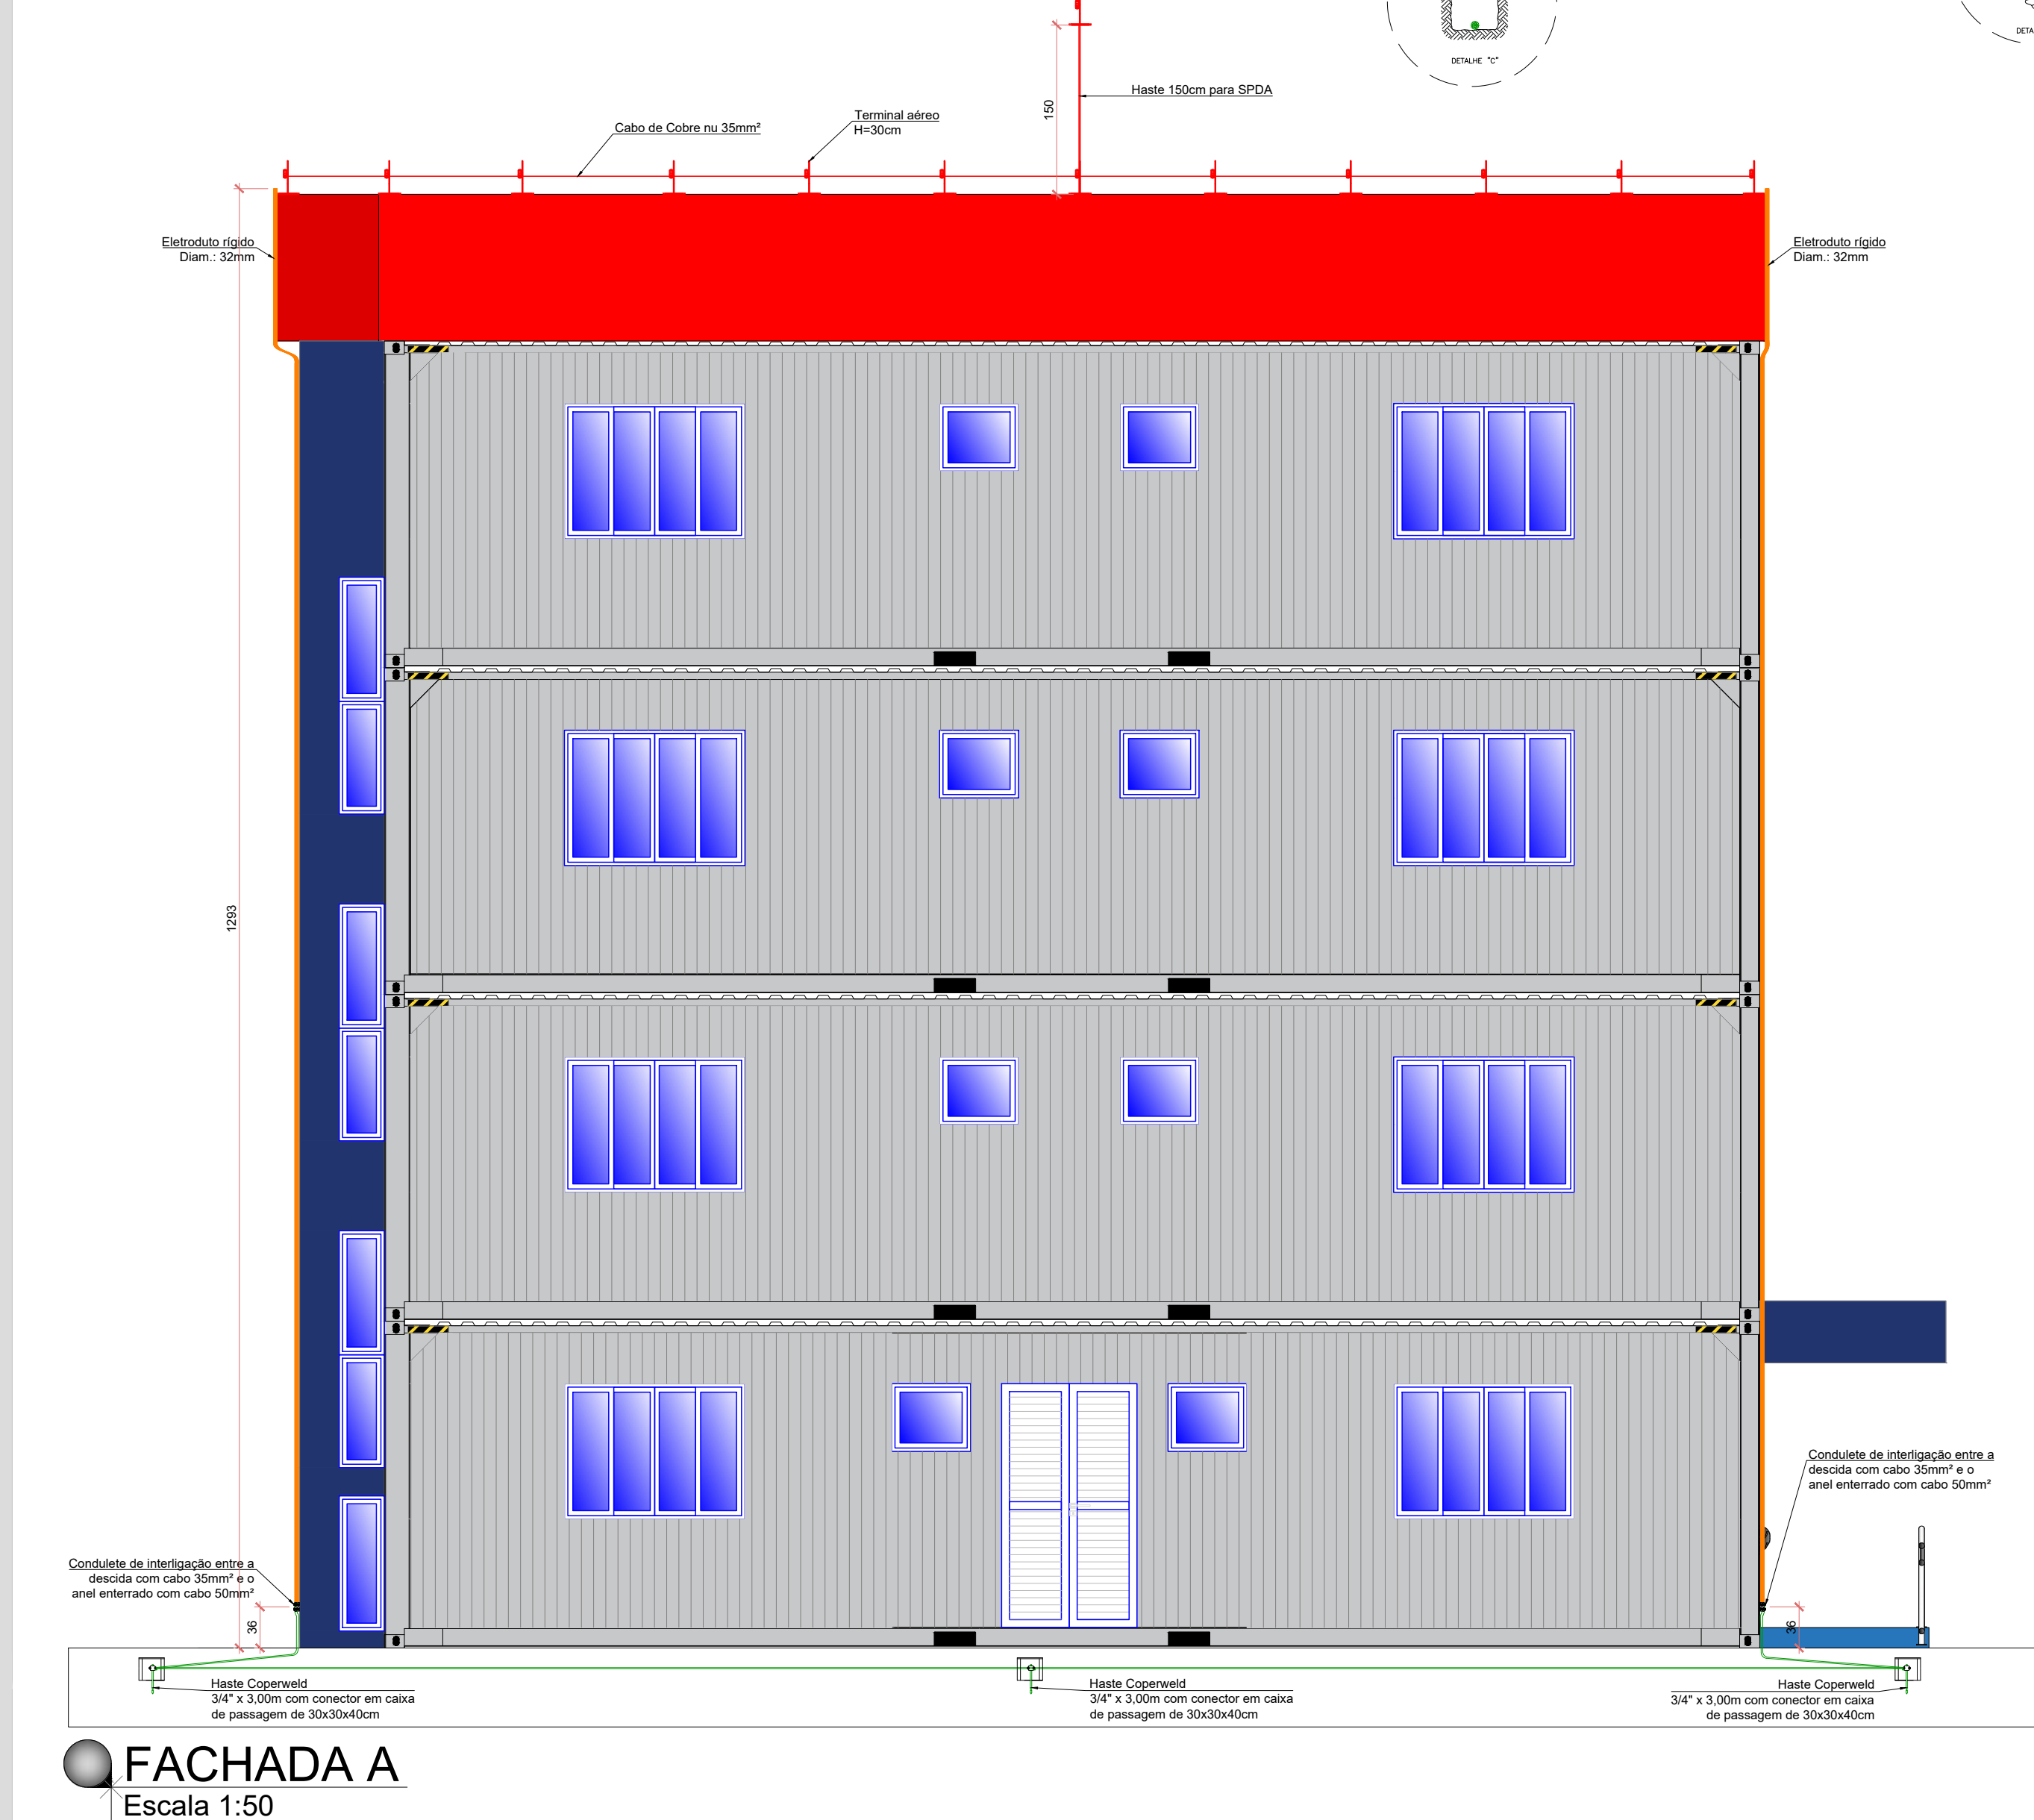 DETALHE "C"
DETA
Haste 150cm para SPDA
150
Terminal aéreo
H=30cm
Cabo de Cobre nu 35mm²
Eletroduto rígido
Diam.: 32mm
Eletroduto rígido
Diam.: 32mm
1293
Condulete de interligação entre a
descida com cabo 35mm² e o
anel enterrado com cabo 50mm²
Condulete de interligação entre a
descida com cabo 35mm² e o
anel enterrado com cabo 50mm²
36
36
Haste Coperweld
3/4" x 3,00m com conector em caixa
de passagem de 30x30x40cm
Haste Coperweld
3/4" x 3,00m com conector em caixa
de passagem de 30x30x40cm
Haste Coperweld
3/4" x 3,00m com conector em caixa
de passagem de 30x30x40cm
FACHADA A
Escala 1:50